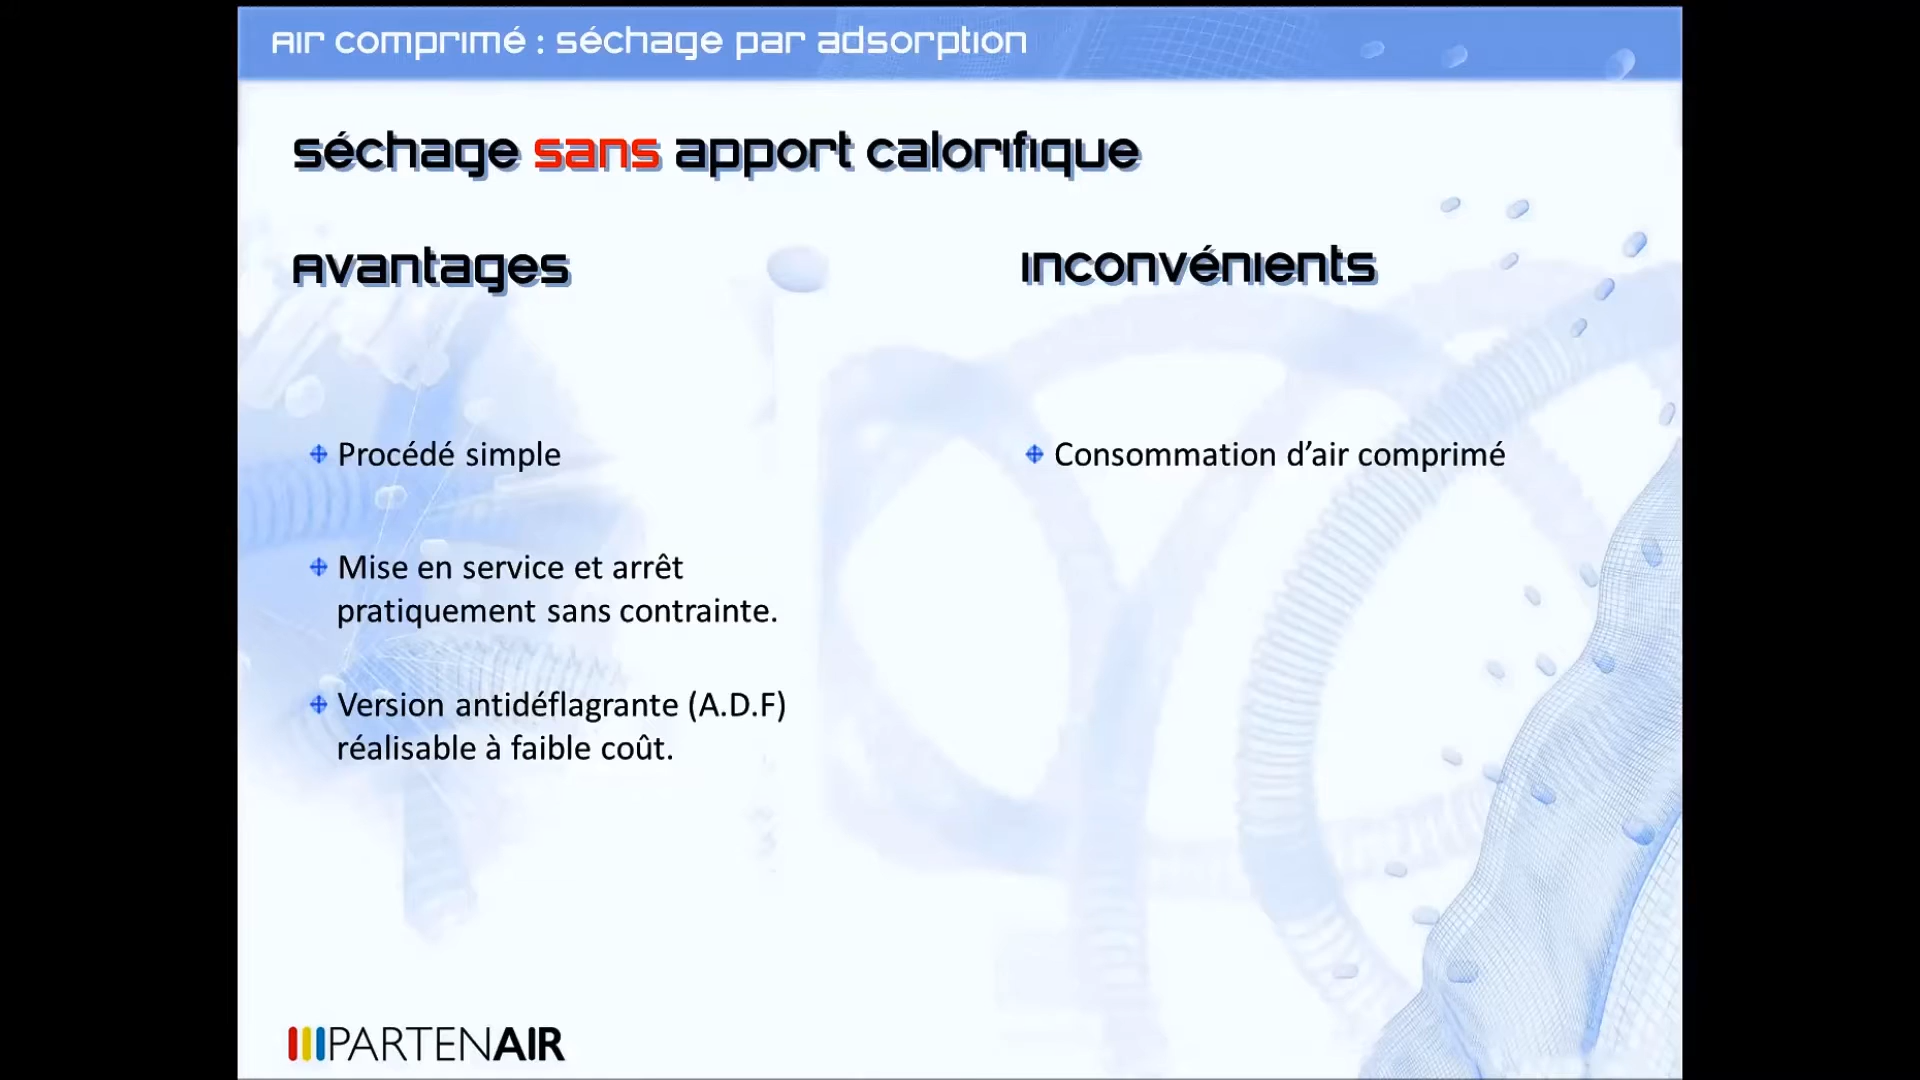 Air comprimé : séchage par adsorption
séchage sans apport calorifique
Avantages
Inconvénients
Procédé simple
Consommation d’air comprimé
Mise en service et arrêt
pratiquement sans contrainte.
Version antidéflagrante (A.D.F)
réalisable à faible coût.
PARTENAIR